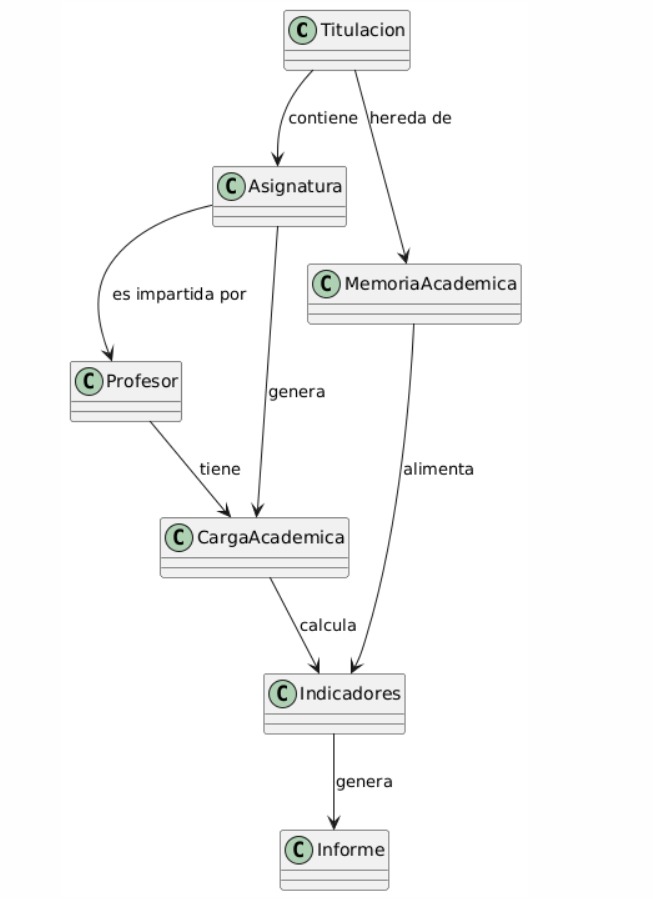 C Titulacion
contiene
hereda de
C Asignatura
C MemoriaAcademica
es impartida por
C Profesor
genera
tiene
alimenta
C CargaAcademica
calcula
C Indicadores
genera
C Informe